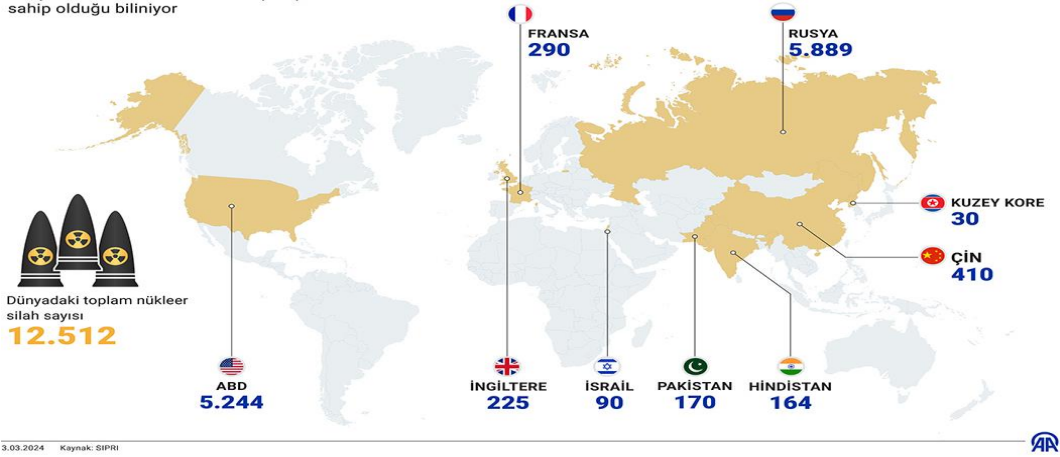 sahip olduğu biliniyor
FRANSA
290
RUSYA
5.889
KUZEY KORE
30
ÇİN
410
Dünyadaki toplam nükleer
silah sayısı
12.512
ABD
5.244
İNGİLTERE
225
İSRAİL
90
PAKİSTAN
170
HİNDİSTAN
164
3.03.2024 Kaynak: SIPRI
AA